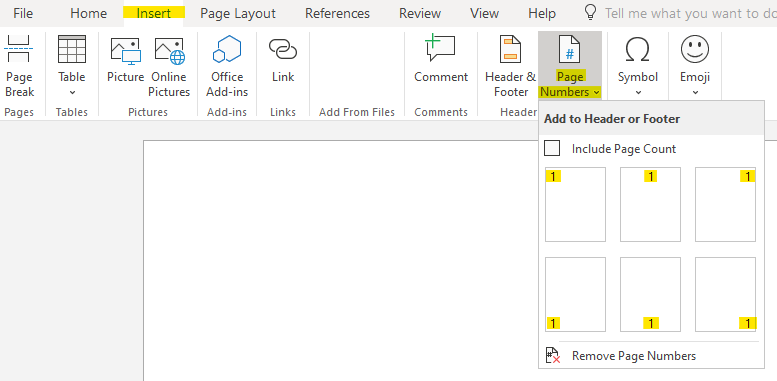 File Home Insert Page Layout References Review View Help Tell me what you want to do
Page Break
Table
Picture
Online Pictures
Office Add-ins
Link
Comment
Header & Footer
# Page Numbers
Ω Symbol
Emoji
Pages Tables Pictures Add-ins Links Add From Files Comments Header
Add to Header or Footer
Include Page Count
1 1 1
1 1 1
# Remove Page Numbers